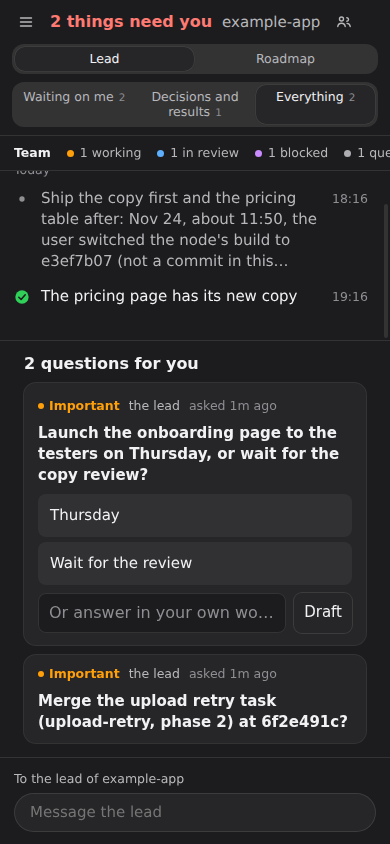 2 things need you example-app
Lead Roadmap
Waiting on me 2 Decisions and results 1 Everything 2
Team 1 working 1 in review 1 blocked 1 que
Today
Ship the copy first and the pricing 18:16
table after: Nov 24, about 11:50, the
user switched the node's build to
e3ef7b07 (not a commit in this…
The pricing page has its new copy 19:16
2 questions for you
Important the lead asked 1m ago
Launch the onboarding page to the
testers on Thursday, or wait for the
copy review?
Thursday
Wait for the review
Or answer in your own wo… Draft
Important the lead asked 1m ago
Merge the upload retry task
(upload-retry, phase 2) at 6f2e491c?
To the lead of example-app
Message the lead